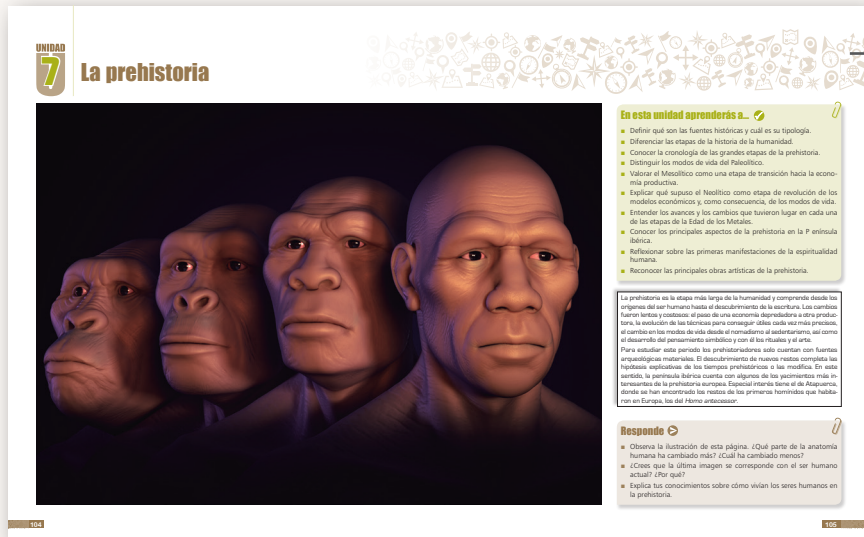 UNIDAD
7
La prehistoria
En esta unidad aprenderás a...
Definir qué son las fuentes históricas y cuál es su tipología.
Diferenciar las etapas de la historia de la humanidad.
Conocer la cronología de las grandes etapas de la prehistoria.
Distinguir los modos de vida del Paleolítico.
Valorar el Mesolítico como una etapa de transición hacia la econo-
mía productiva.
Explicar qué supuso el Neolítico como etapa de revolución de los
modelos económicos y, como consecuencia, de los modos de vida.
Entender los avances y los cambios que tuvieron lugar en cada una
de las etapas de la Edad de los Metales.
Conocer los principales aspectos de la prehistoria en la P enínsula
ibérica.
Reflexionar sobre las primeras manifestaciones de la espiritualidad
humana.
Reconocer las principales obras artísticas de la prehistoria.
La prehistoria es la etapa más larga de la humanidad y comprende desde los
orígenes del ser humano hasta el descubrimiento de la escritura. Los cambios
fueron lentos y costosos: el paso de una economía depredadora a otra produc-
tora, la evolución de las técnicas para conseguir útiles cada vez más precisos,
el cambio en los modos de vida desde el nomadismo al sedentarismo, así como
el desarrollo del pensamiento simbólico y con él los rituales y el arte.
Para estudiar este periodo los prehistoriadores solo cuentan con fuentes
arqueológicas materiales. El descubrimiento de nuevos restos completa las
hipótesis explicativas de los tiempos prehistóricos o las modifica. En este
sentido, la península ibérica cuenta con algunos de los yacimientos más in-
teresantes de la prehistoria europea. Especial interés tiene el de Atapuerca,
donde se han encontrado los restos de los primeros homínidos que habita-
ron en Europa, los del Homo antecessor.
Responde
Observa la ilustración de esta página. ¿Qué parte de la anatomía
humana ha cambiado más? ¿Cuál ha cambiado menos?
¿Crees que la última imagen se corresponde con el ser humano
actual? ¿Por qué?
Explica tus conocimientos sobre cómo vivían los seres humanos en
la prehistoria.
104
105